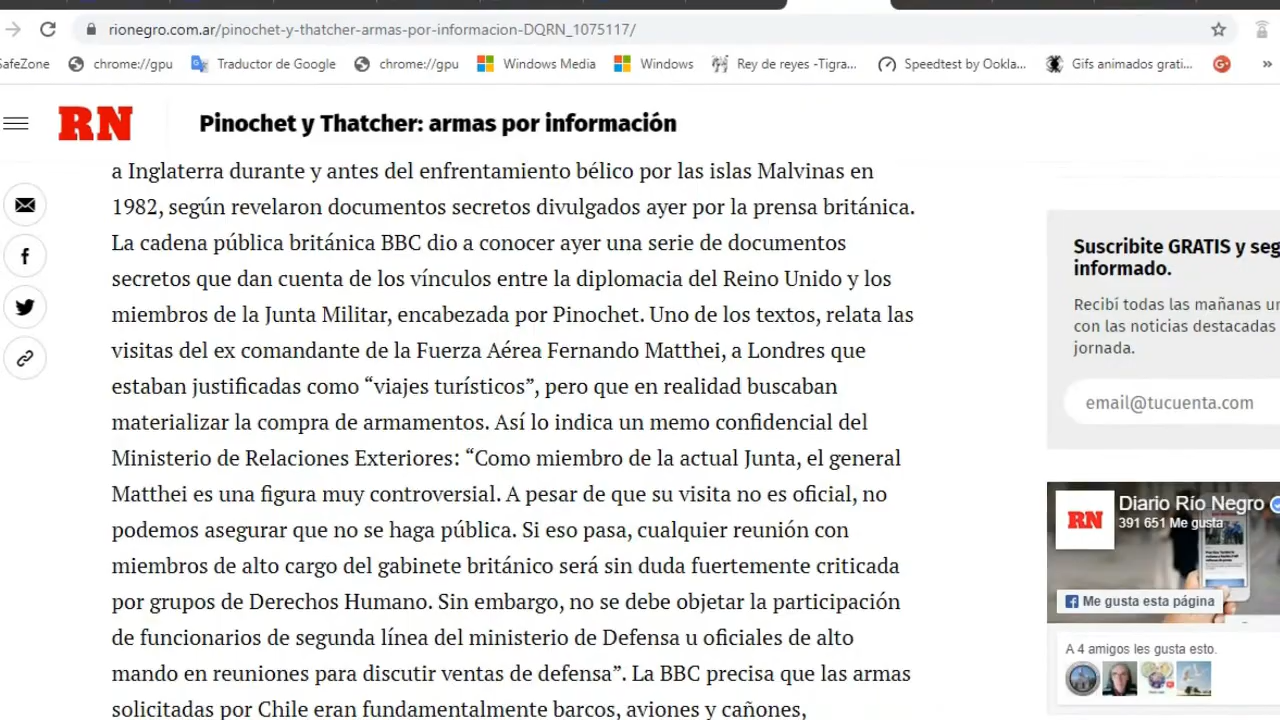 rionegro.com.ar/pinochet-y-thatcher-armas-por-informacion-DQRN_1075117/
afeZone chrome://gpu Traductor de Google chrome://gpu Windows Media Windows Rey de reyes -Tigra... Speedtest by Ookla... Gifs animados grati... G+ »
RN Pinochet y Thatcher: armas por información
a Inglaterra durante y antes del enfrentamiento bélico por las islas Malvinas en
1982, según revelaron documentos secretos divulgados ayer por la prensa británica.
La cadena pública británica BBC dio a conocer ayer una serie de documentos
secretos que dan cuenta de los vínculos entre la diplomacia del Reino Unido y los
miembros de la Junta Militar, encabezada por Pinochet. Uno de los textos, relata las
visitas del ex comandante de la Fuerza Aérea Fernando Matthei, a Londres que
estaban justificadas como “viajes turísticos”, pero que en realidad buscaban
materializar la compra de armamentos. Así lo indica un memo confidencial del
Ministerio de Relaciones Exteriores: “Como miembro de la actual Junta, el general
Matthei es una figura muy controversial. A pesar de que su visita no es oficial, no
podemos asegurar que no se haga pública. Si eso pasa, cualquier reunión con
miembros de alto cargo del gabinete britanico será sin duda fuertemente criticada
por grupos de Derechos Humano. Sin embargo, no se debe objetar la participación
de funcionarios de segunda línea del ministerio de Defensa u oficiales de alto
mando en reuniones para discutir ventas de defensa”. La BBC precisa que las armas
solicitadas por Chile eran fundamentalmente barcos, aviones y cañones,
Suscribite GRATIS y seg
informado.
Recibí todas las mañanas un
con las noticias destacadas
jornada.
email@tucuenta.com
RN Diario Río Negro
391 651 Me gusta
Me gusta esta página
A 4 amigos les gusta esto.